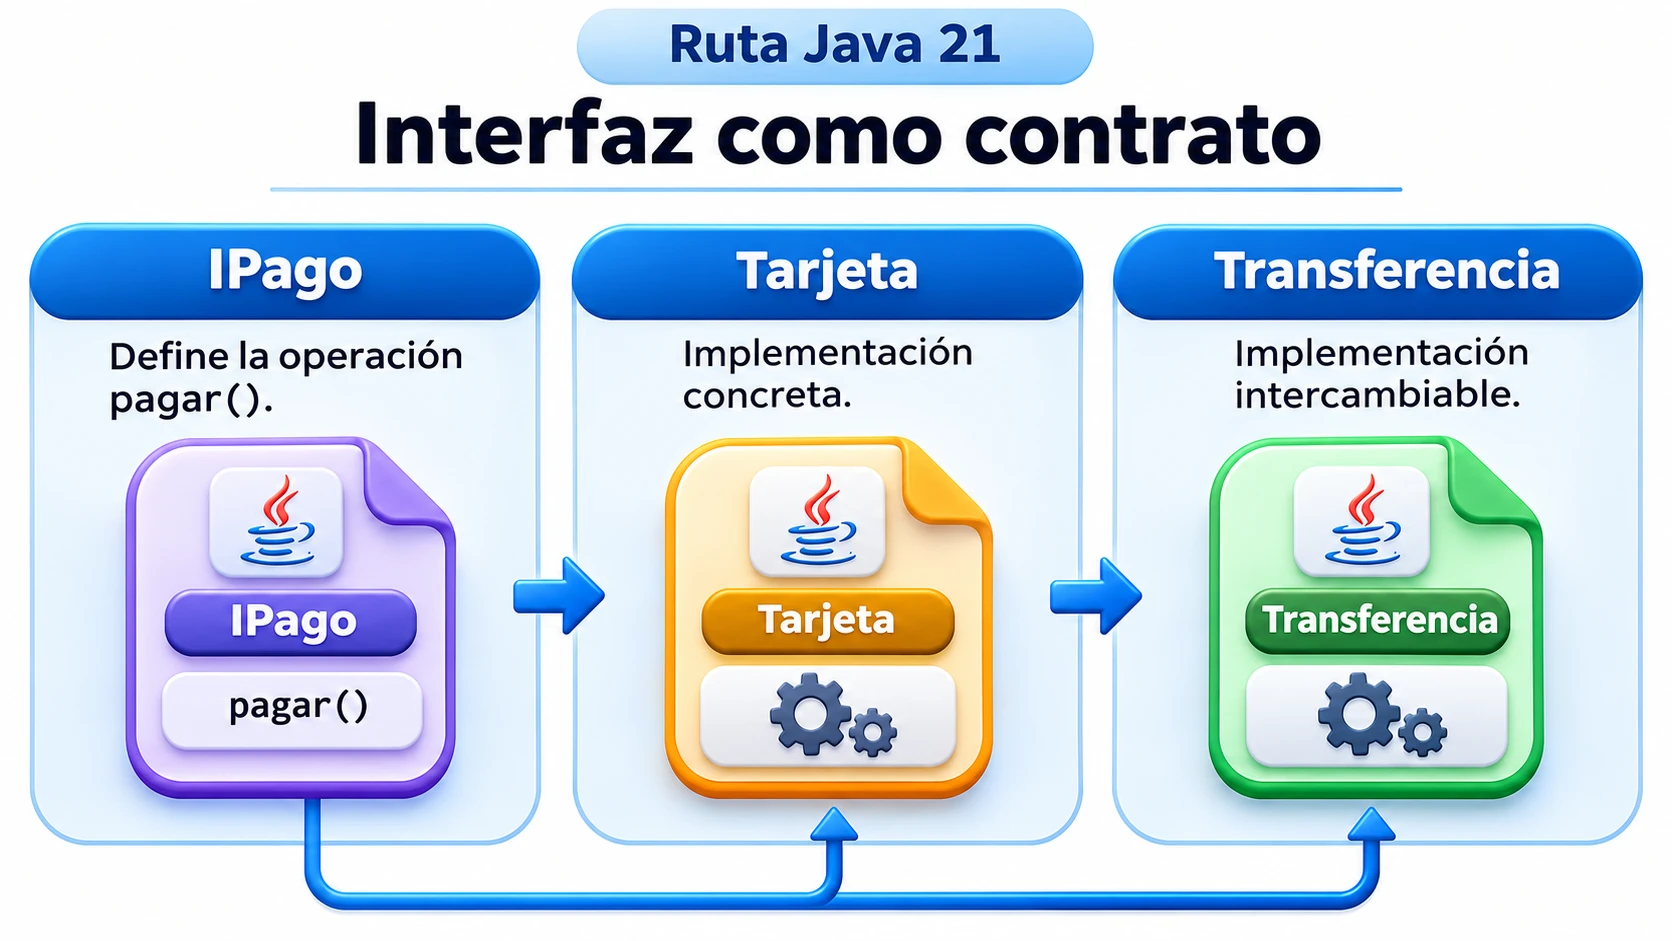 Ruta Java 21
Interfaz como contrato
IPago
Define la operación
pagar().
IPago
pagar()
Tarjeta
Implementación
concreta.
Tarjeta
Transferencia
Implementación
intercambiable.
Transferencia